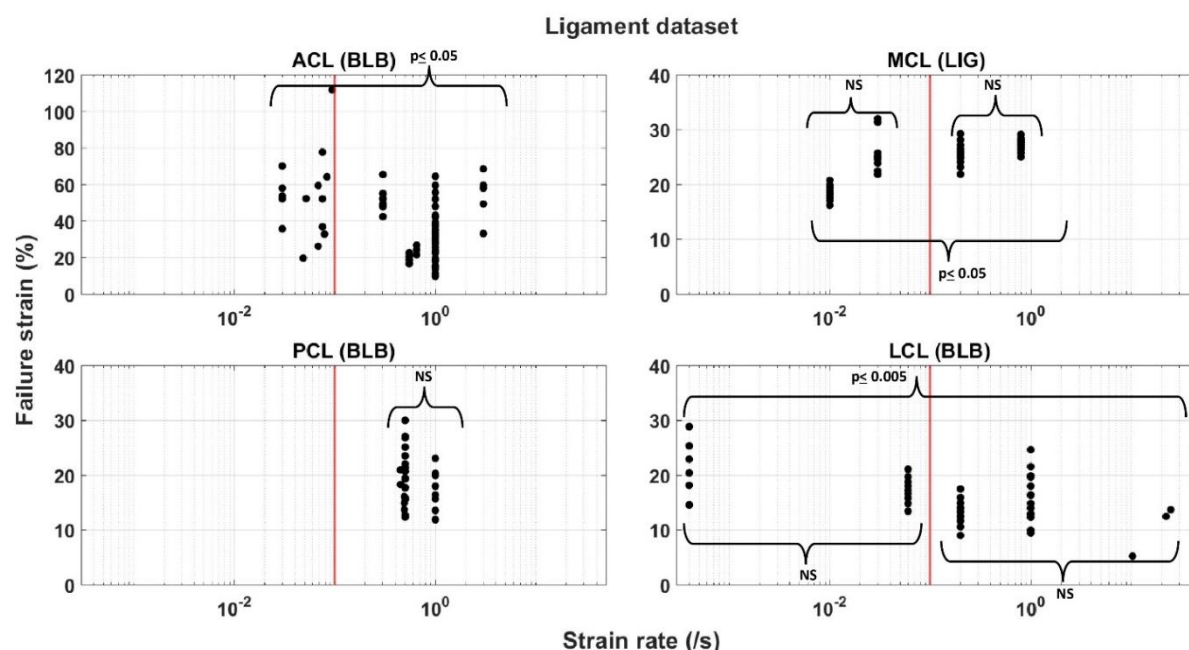 Ligament dataset
ACL (BLB)
p≤ 0.05
120
100
80
60
40
20
0
10-2
100
MCL (LIG)
NS
NS
40
30
20
10
0
p≤ 0.05
10-2
100
Failure strain (%)
PCL (BLB)
NS
40
30
20
10
0
10-2
100
LCL (BLB)
p≤ 0.005
40
30
20
10
0
NS
NS
10-2
100
Strain rate (/s)